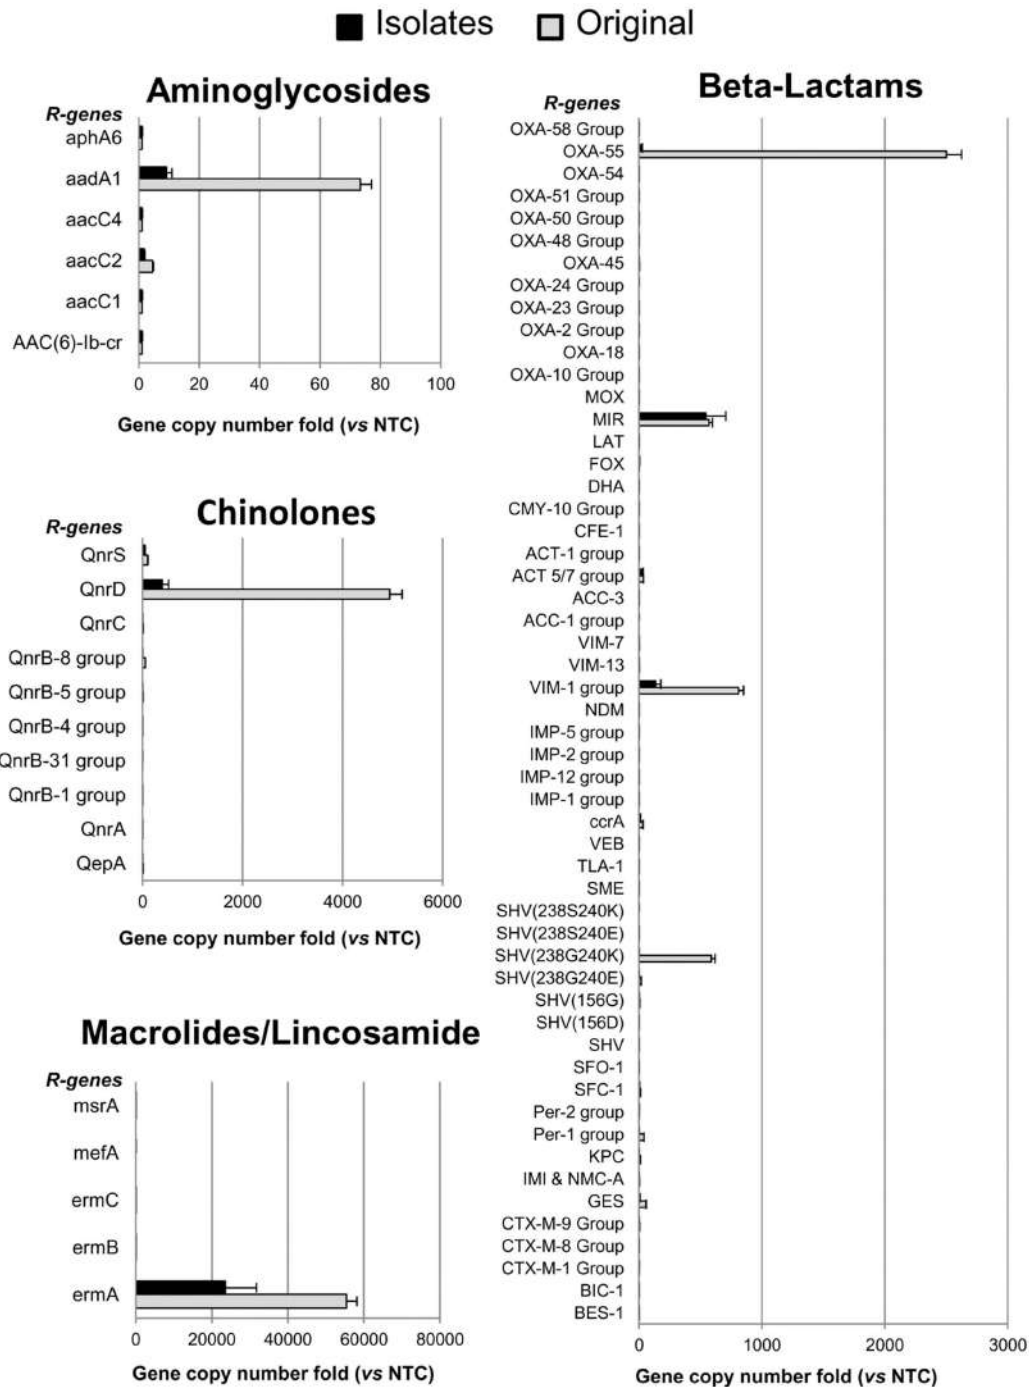 Isolates Original
Aminoglycosides
R-genes
aphA6
aadA1
aacC4
aacC2
aacC1
AAC(6)-Ib-cr
0 20 40 60 80 100
Gene copy number fold (vs NTC)
Chinolones
R-genes
QnrS
QnrD
QnrC
QnrB-8 group
QnrB-5 group
QnrB-4 group
QnrB-31 group
QnrB-1 group
QnrA
QepA
0 2000 4000 6000
Gene copy number fold (vs NTC)
Macrolides/Lincosamide
R-genes
msrA
mefA
ermC
ermB
ermA
0 20000 40000 60000 80000
Gene copy number fold (vs NTC)
Beta-Lactams
R-genes
OXA-58 Group
OXA-55
OXA-54
OXA-51 Group
OXA-50 Group
OXA-48 Group
OXA-45
OXA-24 Group
OXA-23 Group
OXA-2 Group
OXA-18
OXA-10 Group
MOX
MIR
LAT
FOX
DHA
CMY-10 Group
CFE-1
ACT-1 group
ACT 5/7 group
ACC-3
ACC-1 group
VIM-7
VIM-13
VIM-1 group
NDM
IMP-5 group
IMP-2 group
IMP-12 group
IMP-1 group
ccrA
VEB
TLA-1
SME
SHV(238S240K)
SHV(238S240E)
SHV(238G240K)
SHV(238G240E)
SHV(156G)
SHV(156D)
SHV
SFO-1
SFC-1
Per-2 group
Per-1 group
KPC
IMI & NMC-A
GES
CTX-M-9 Group
CTX-M-8 Group
CTX-M-1 Group
BIC-1
BES-1
0 1000 2000 3000
Gene copy number fold (vs NTC)